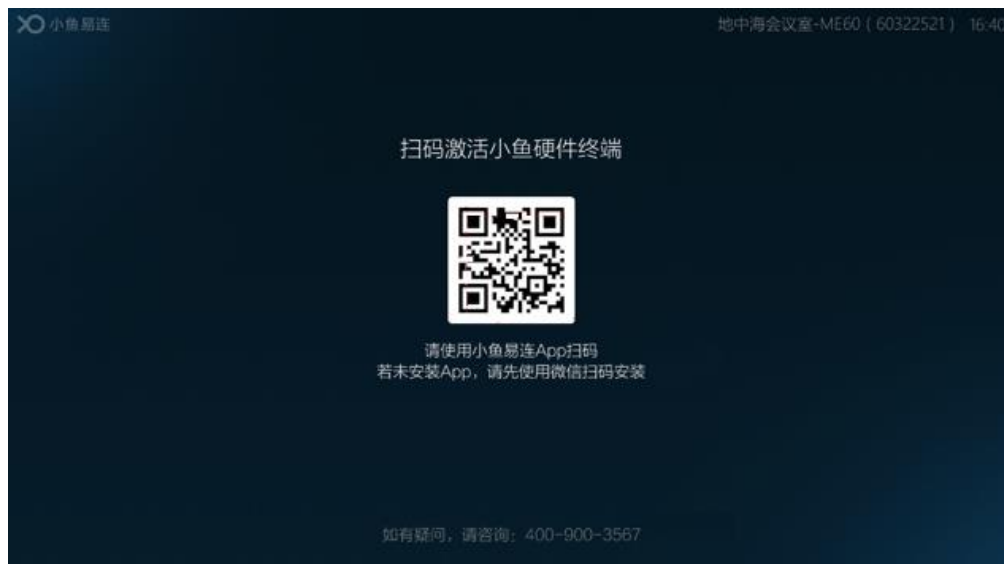 小鱼易连
地中海会议室-ME60 ( 60322521 ) 16:40
扫码激活小鱼硬件终端
请使用小鱼易连App扫码
若未安装App，请先使用微信扫码安装
如有疑问，请咨询：400-900-3567